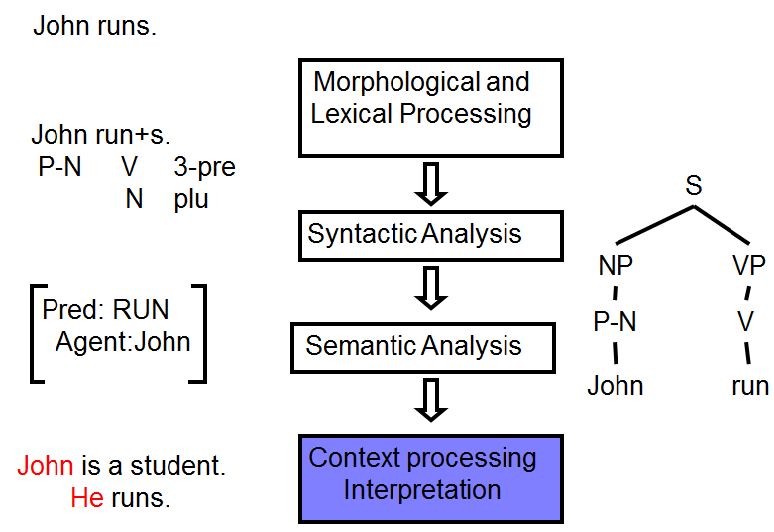 John runs.
Morphological and
Lexical Processing
John run+s.
P-N V 3-pre
N plu
Syntactic Analysis
S
NP VP
P-N V
John run
Pred: RUN
Agent:John
Semantic Analysis
John is a student.
He runs.
Context processing
Interpretation